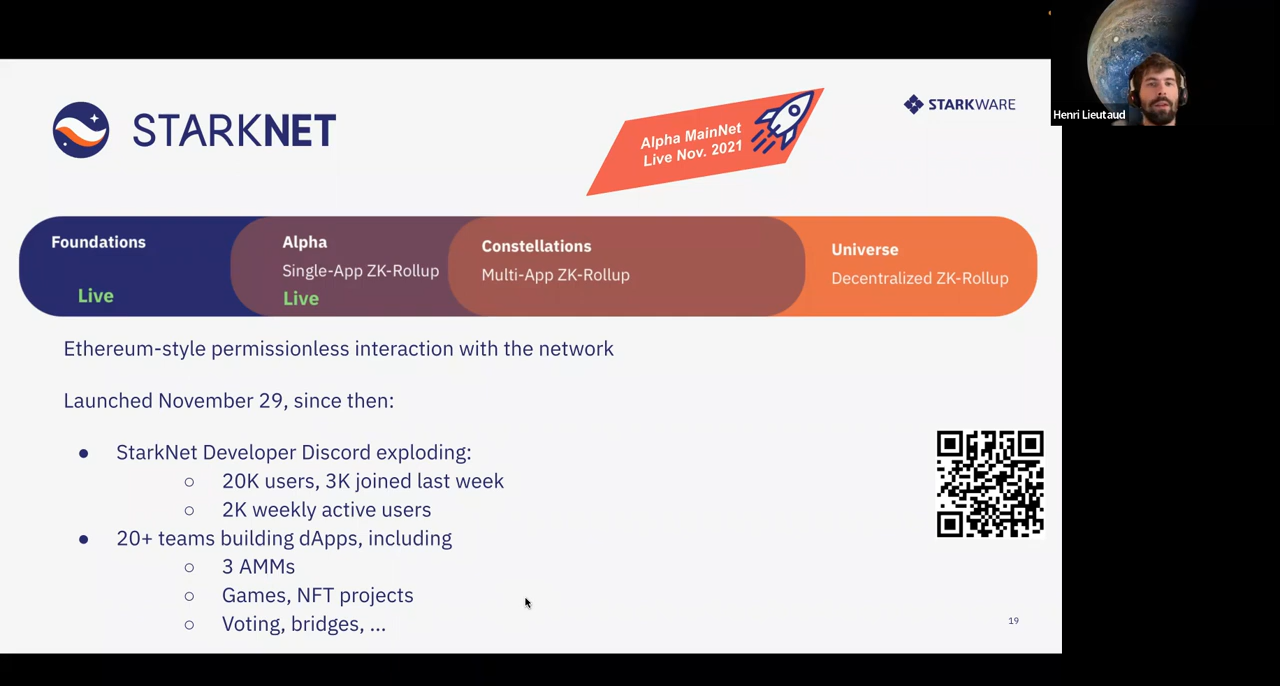 STARKNET
Alpha MainNet
Live Nov. 2021
STARKWARE
Henri Lieutaud
Foundations
Live
Alpha
Single-App ZK-Rollup
Live
Constellations
Multi-App ZK-Rollup
Universe
Decentralized ZK-Rollup
Ethereum-style permissionless interaction with the network
Launched November 29, since then:
● StarkNet Developer Discord exploding:
○ 20K users, 3K joined last week
○ 2K weekly active users
● 20+ teams building dApps, including
○ 3 AMMs
○ Games, NFT projects
○ Voting, bridges, ...
19